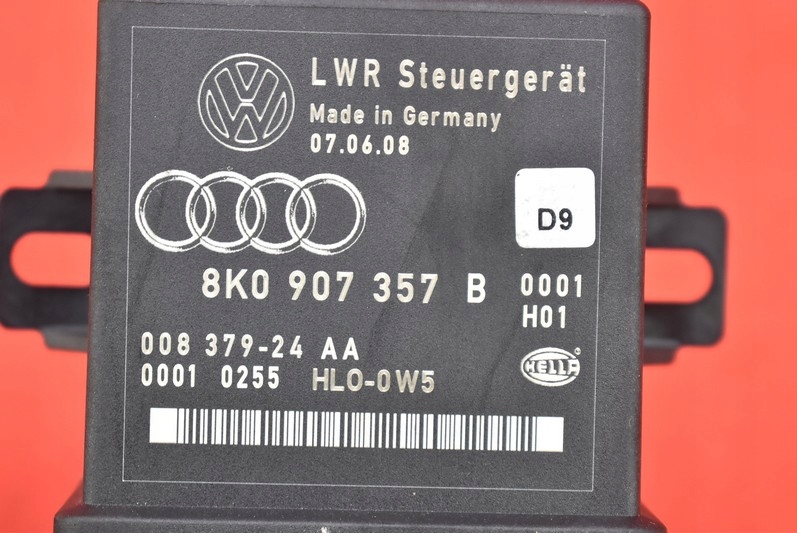 LWR Steuergerät
Made in Germany
07.06.08
D9
8K0 907 357 B 0001
H01
008 379-24 AA
0001 0255 HLO-0W5
HELLA